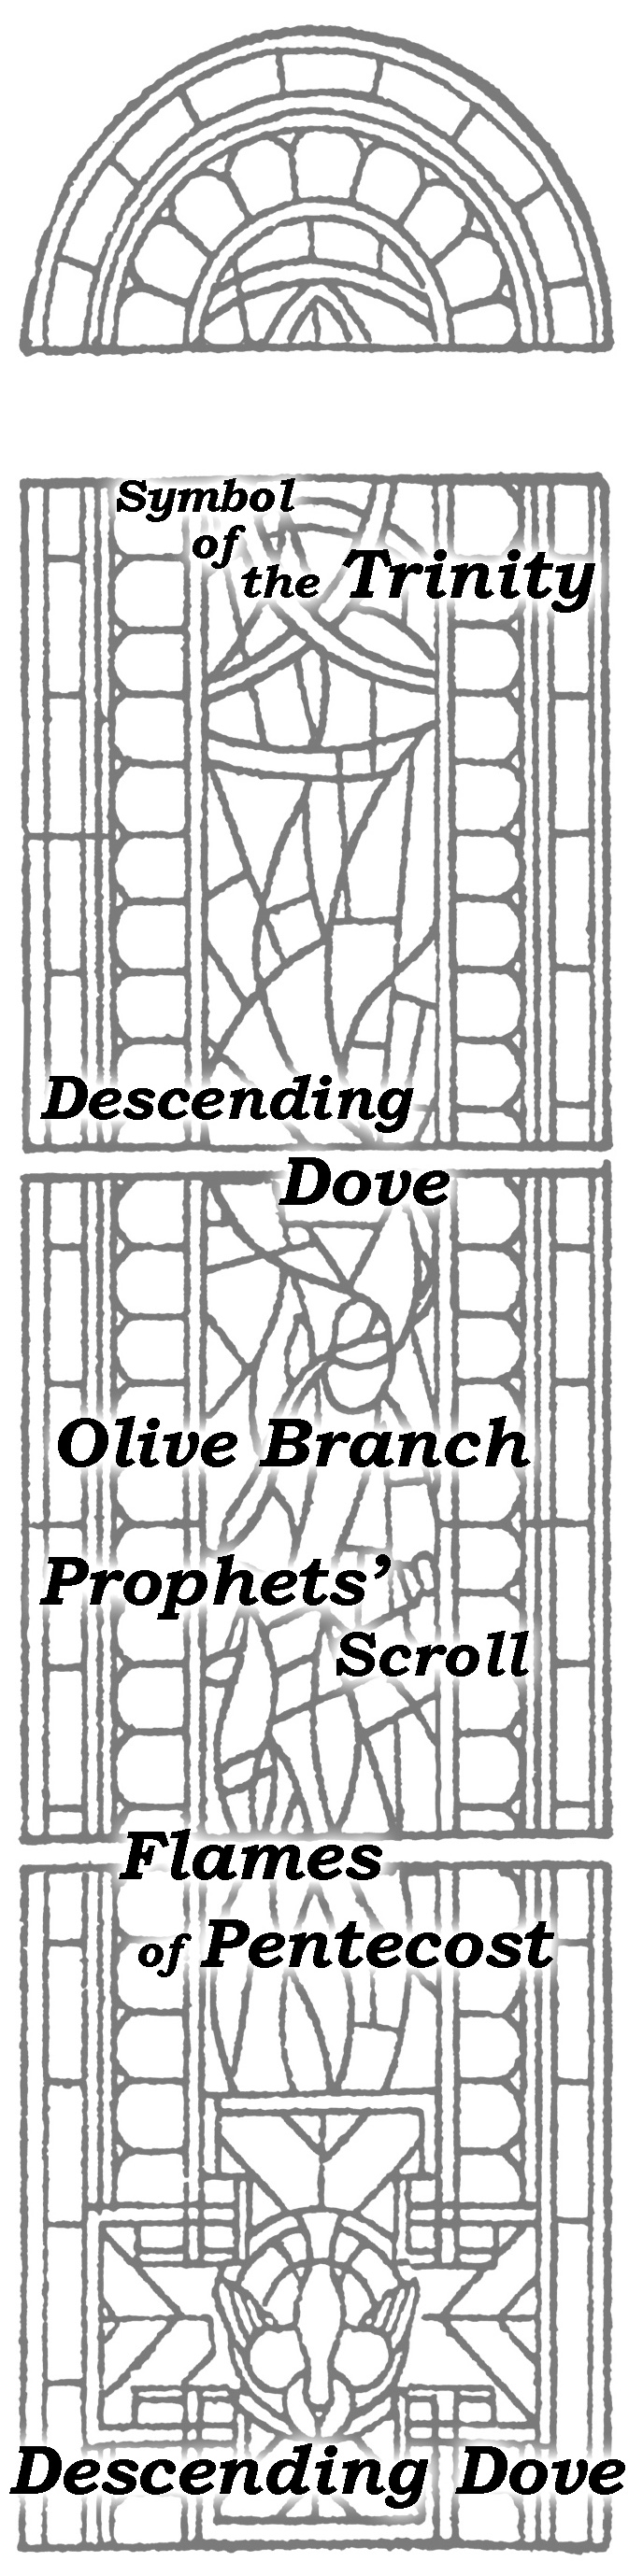 Symbol
of
the Trinity
Descending
Dove
Olive Branch
Prophets’
Scroll
Flames
of Pentecost
Descending Dove